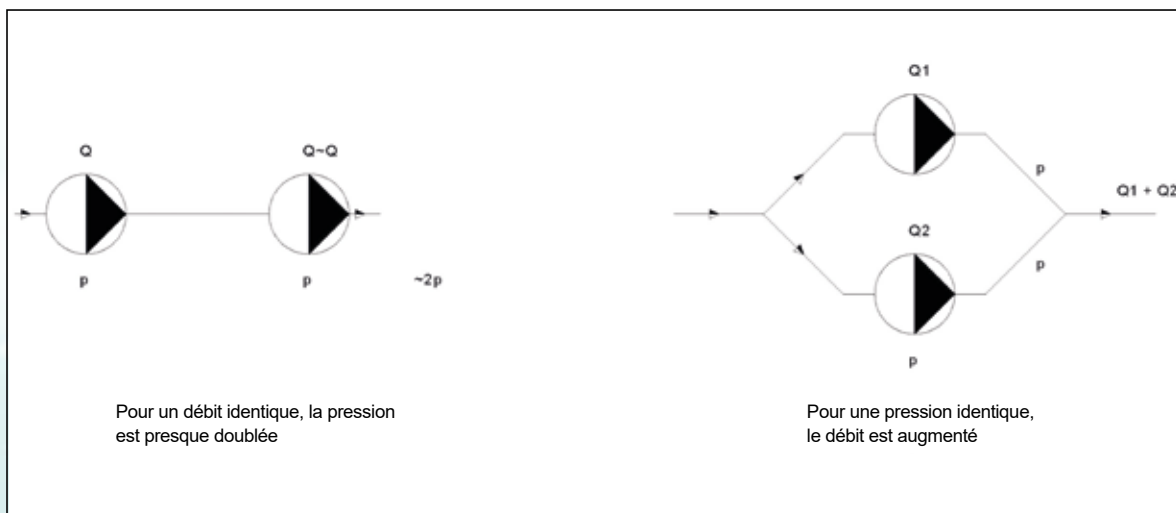 Q
Q~Q
p
p
~2p
Pour un débit identique, la pression
est presque doublée
Q1
p
Q1 + Q2
Q2
p
p
Pour une pression identique,
le débit est augmenté